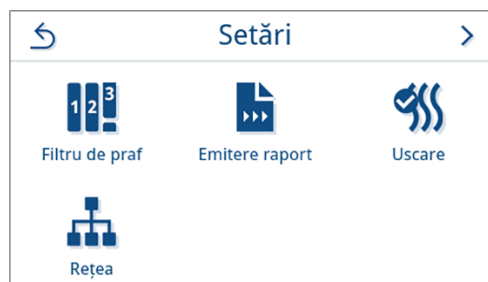 Setări
1 2 3
Filtru de praf
Emitere raport
Uscare
Rețea